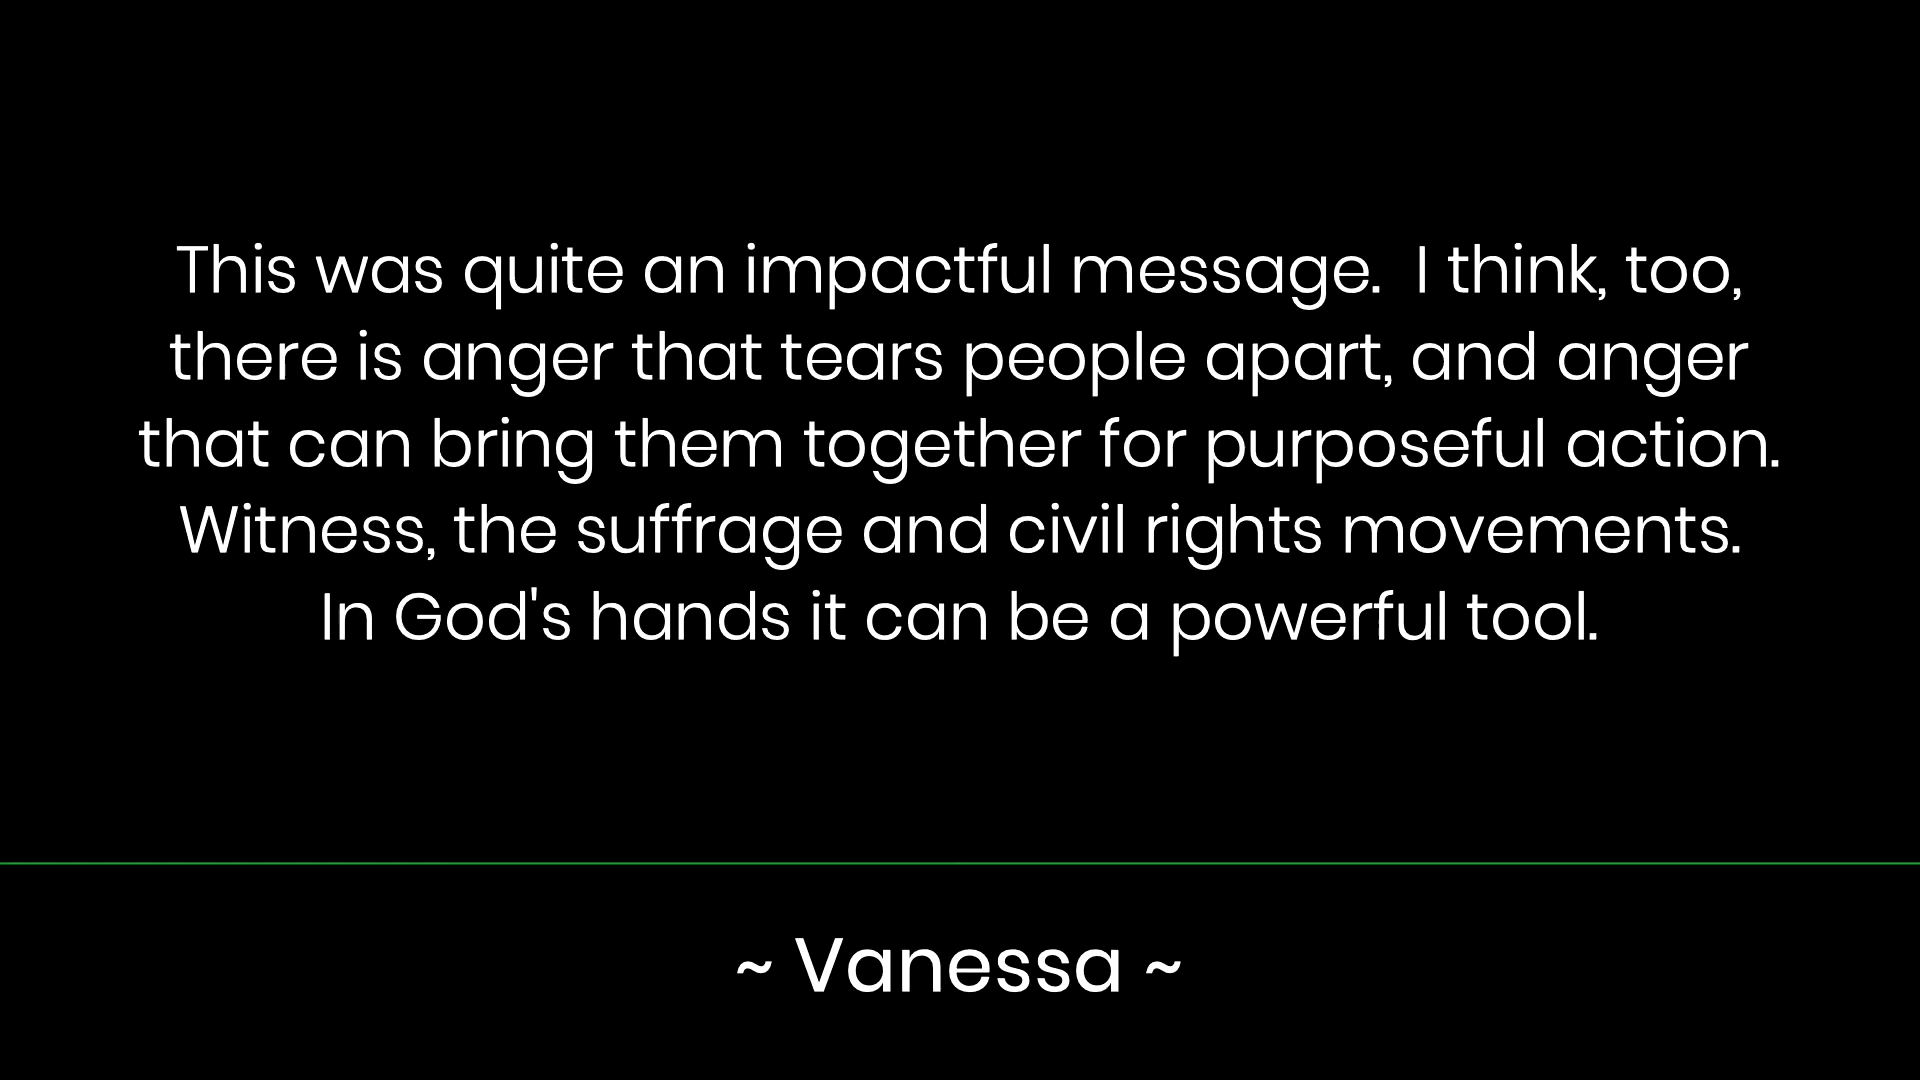 This was quite an impactful message.  I think, too,
there is anger that tears people apart, and anger
that can bring them together for purposeful action.
Witness, the suffrage and civil rights movements.
In God's hands it can be a powerful tool.
~ Vanessa ~